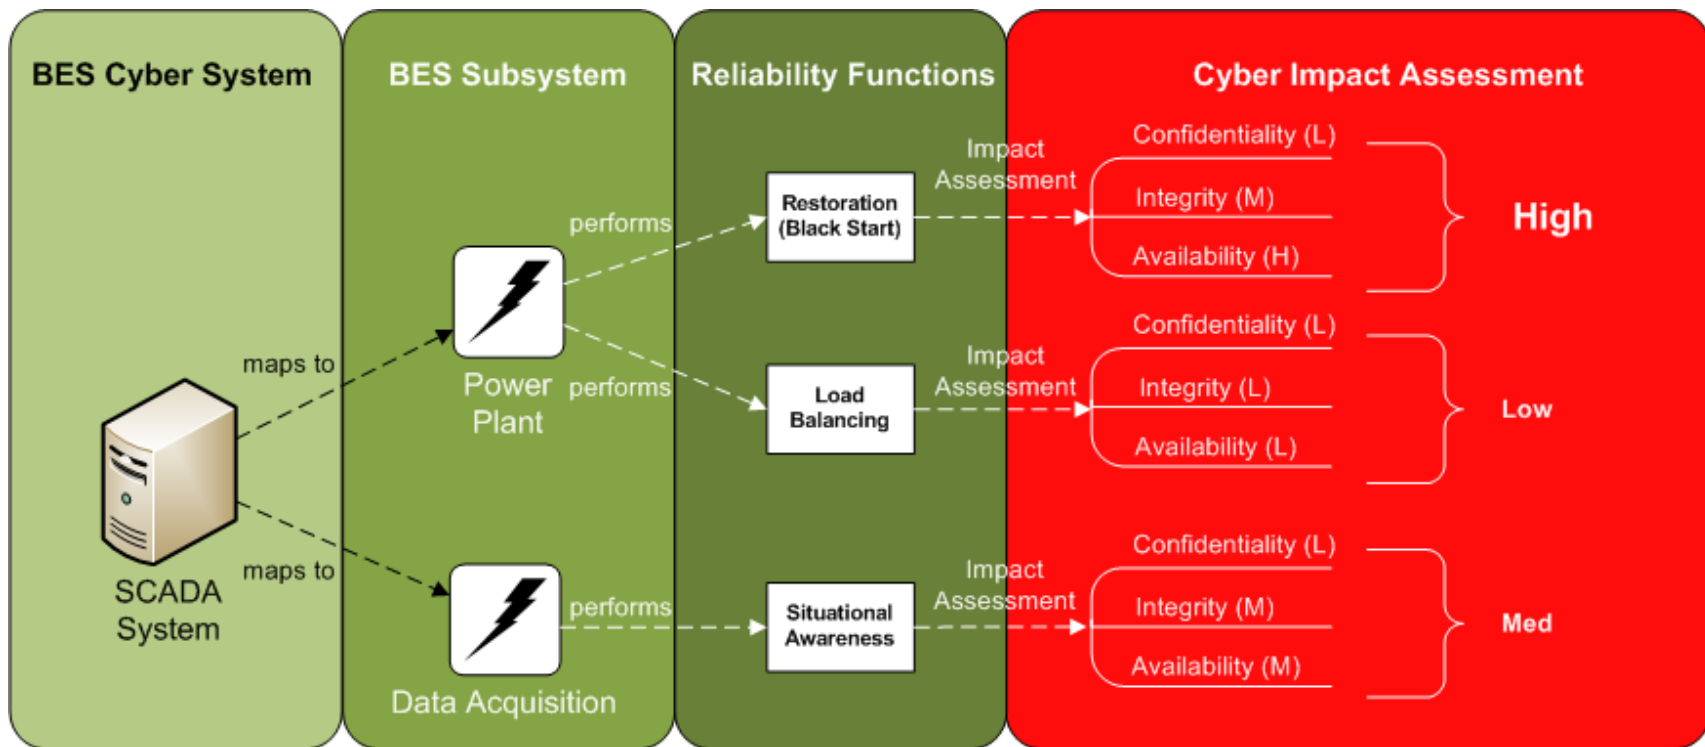 BES Cyber System
BES Subsystem
Reliability Functions
Cyber Impact Assessment
SCADA
System
maps to
maps to
Power
Plant
Data Acquisition
performs
performs
performs
Restoration
(Black Start)
Load
Balancing
Situational
Awareness
Impact
Assessment
Confidentiality (L)
Integrity (M)
Availability (H)
High
Impact
Assessment
Confidentiality (L)
Integrity (L)
Availability (L)
Low
Impact
Assessment
Confidentiality (L)
Integrity (M)
Availability (M)
Med